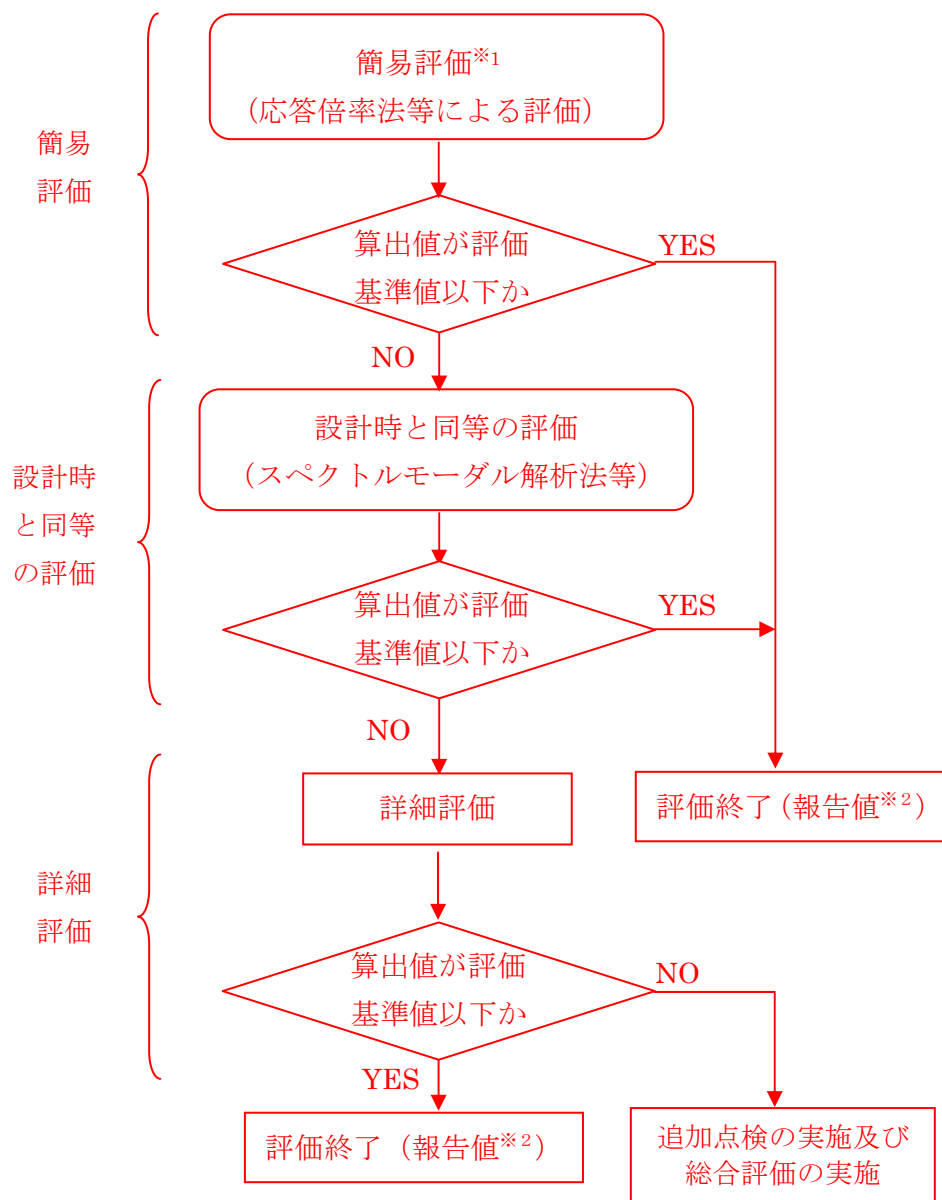 簡易評価※1
（応答倍率法等による評価）
簡易
評価
算出値が評価
基準値以下か
YES
NO
設計時と同等の評価
（スペクトルモーダル解析法等）
設計時
と同等
の評価
算出値が評価
基準値以下か
YES
NO
詳細評価
評価終了（報告値※2）
詳細
評価
算出値が評価
基準値以下か
NO
YES
評価終了（報告値※2）
追加点検の実施及び
総合評価の実施